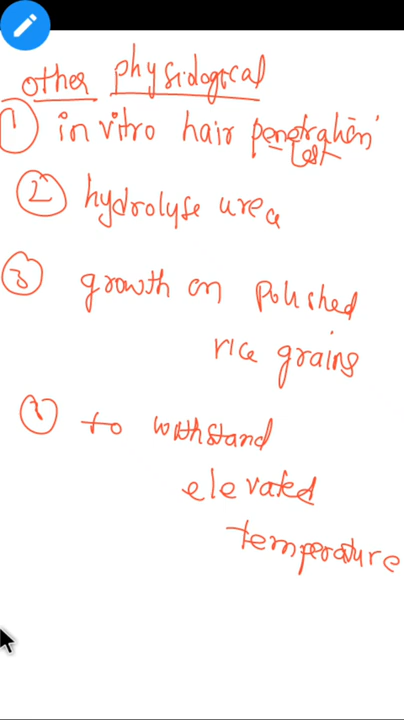 other physiological
① in vitro hair penetration
test
② hydrolyse urea
③ growth on polished
rice grains
④ to withstand
elevated
temperature